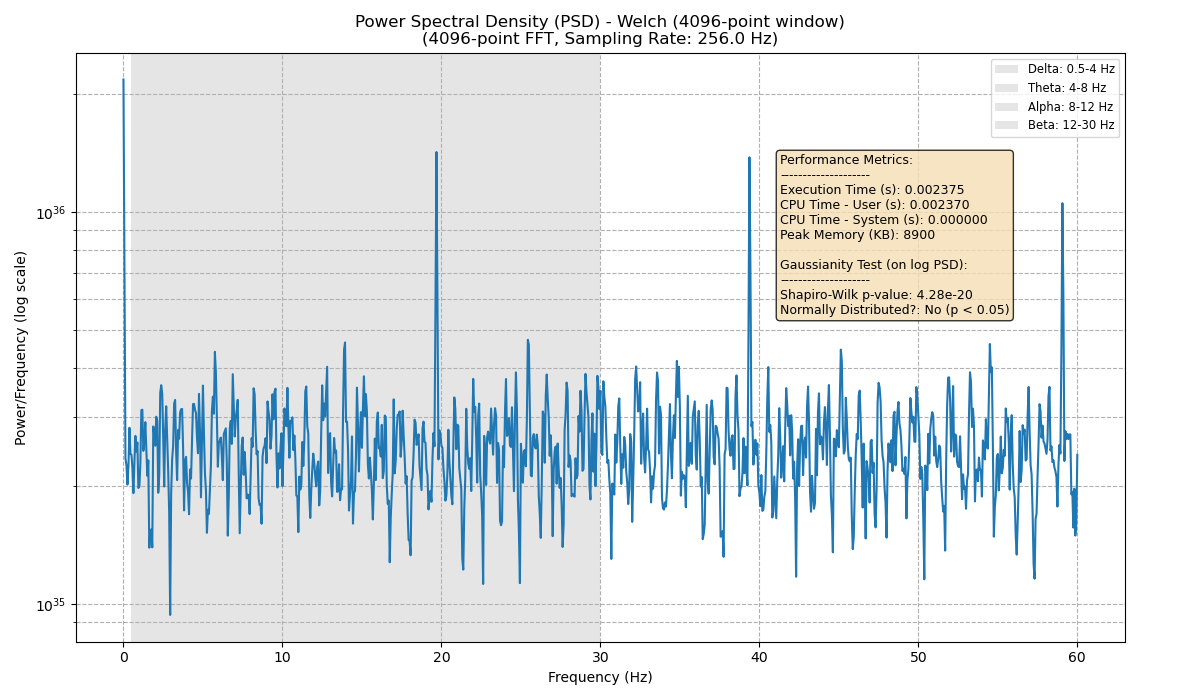 Power Spectral Density (PSD) - Welch (4096-point window)
(4096-point FFT, Sampling Rate: 256.0 Hz)
Delta: 0.5-4 Hz
Theta: 4-8 Hz
Alpha: 8-12 Hz
Beta: 12-30 Hz
Performance Metrics:
--------------------
Execution Time (s): 0.002375
CPU Time - User (s): 0.002370
CPU Time - System (s): 0.000000
Peak Memory (KB): 8900
Gaussianity Test (on log PSD):
--------------------
Shapiro-Wilk p-value: 4.28e-20
Normally Distributed?: No (p < 0.05)
Power/Frequency (log scale)
10³⁶
10³⁵
0 10 20 30 40 50 60
Frequency (Hz)